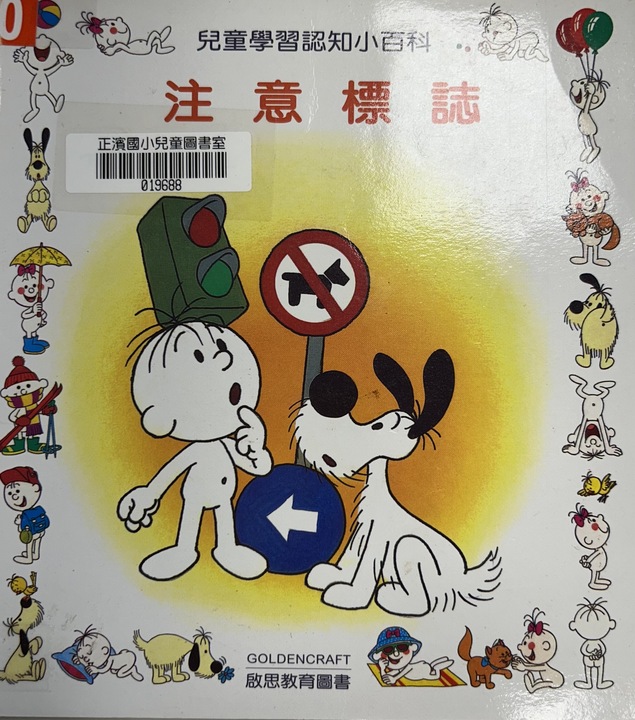 0
兒童學習認知小百科
注意標誌
正濱國小兒童圖書室
019688
GOLDENCRAFT
啟思教育圖書